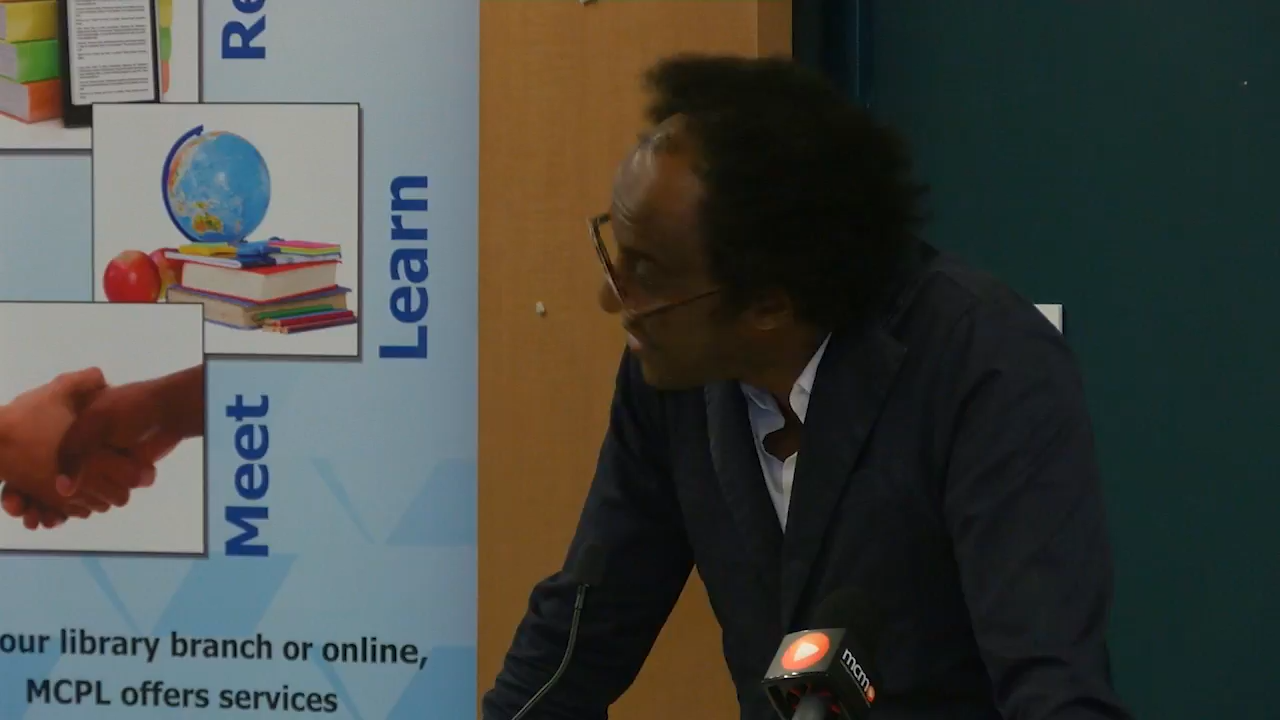 Re
Learn
Meet
our library branch or online,
MCPL offers services
mcm